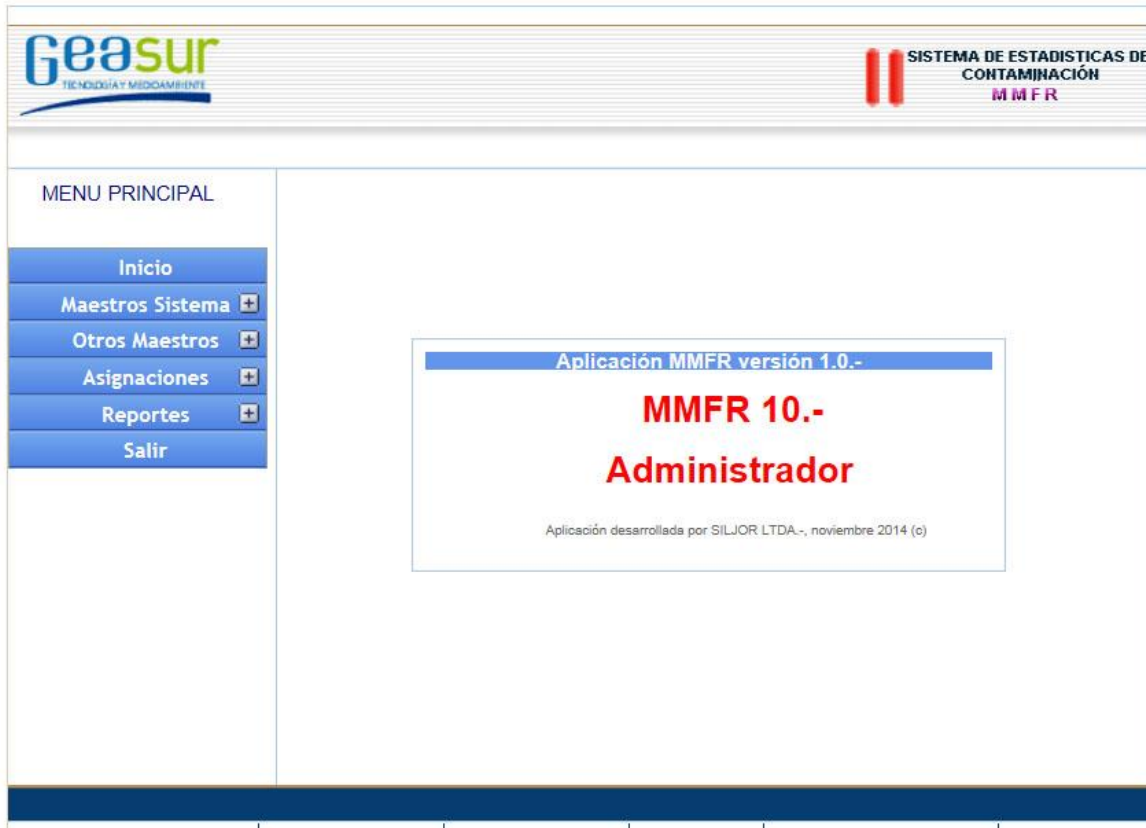 Geasur
TECNOLOGÍA Y MEDIOAMBIENTE
SISTEMA DE ESTADISTICAS DE
CONTAMINACIÓN
MMFR
MENU PRINCIPAL
Inicio
Maestros Sistema
Otros Maestros
Asignaciones
Reportes
Salir
Aplicación MMFR versión 1.0.-
MMFR 10.-
Administrador
Aplicación desarrollada por SILJOR LTDA.-, noviembre 2014 (c)